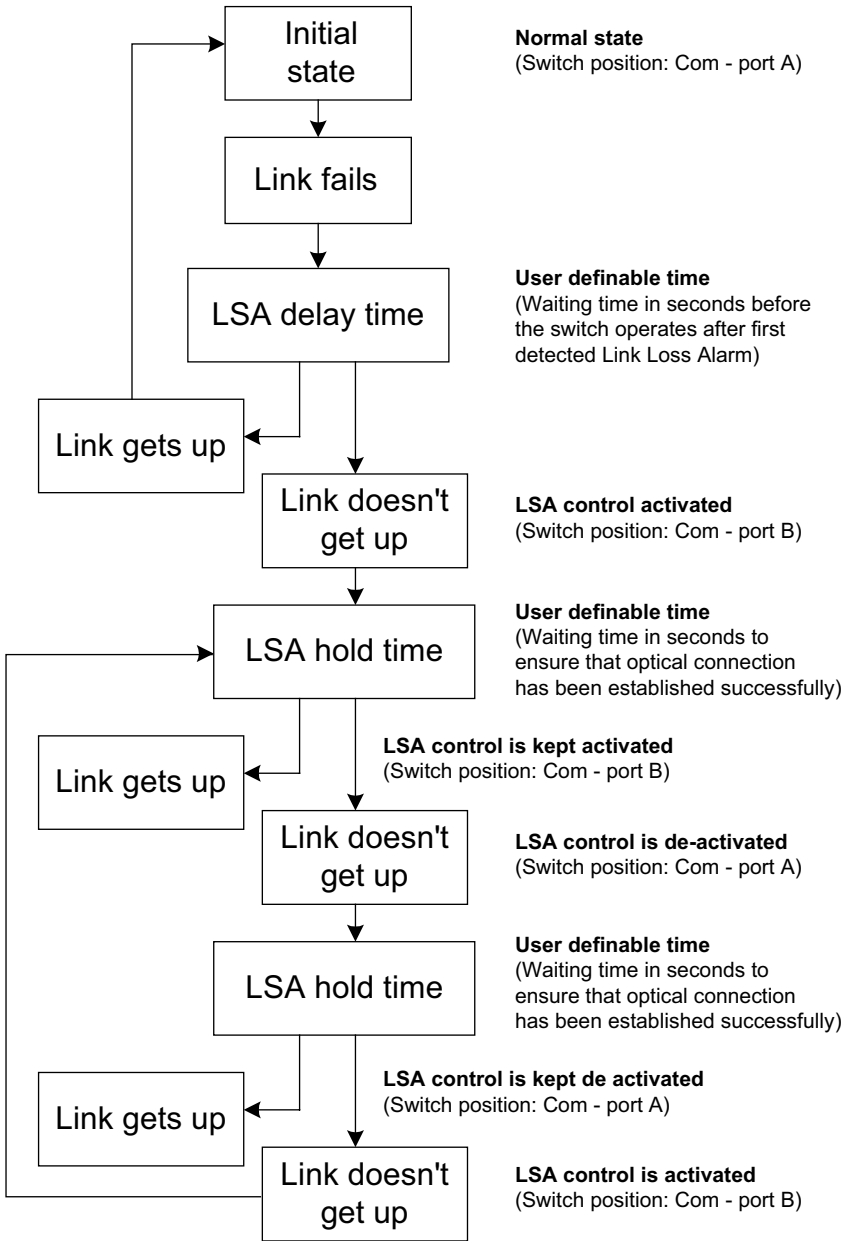 Initial
state
Normal state
(Switch position: Com - port A)
Link fails
LSA delay time
User definable time
(Waiting time in seconds before
the switch operates after first
detected Link Loss Alarm)
Link gets up
Link doesn't
get up
LSA control activated
(Switch position: Com - port B)
LSA hold time
User definable time
(Waiting time in seconds to
ensure that optical connection
has been established successfully)
Link gets up
LSA control is kept activated
(Switch position: Com - port B)
Link doesn't
get up
LSA control is de-activated
(Switch position: Com - port A)
LSA hold time
User definable time
(Waiting time in seconds to
ensure that optical connection
has been established successfully)
Link gets up
LSA control is kept de activated
(Switch position: Com - port A)
Link doesn't
get up
LSA control is activated
(Switch position: Com - port B)